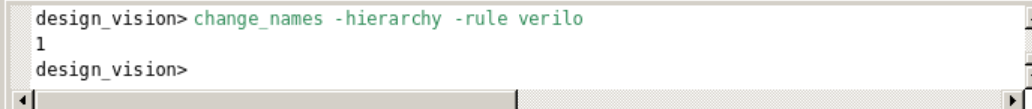 design_vision> change_names -hierarchy -rule verilo
1
design_vision>